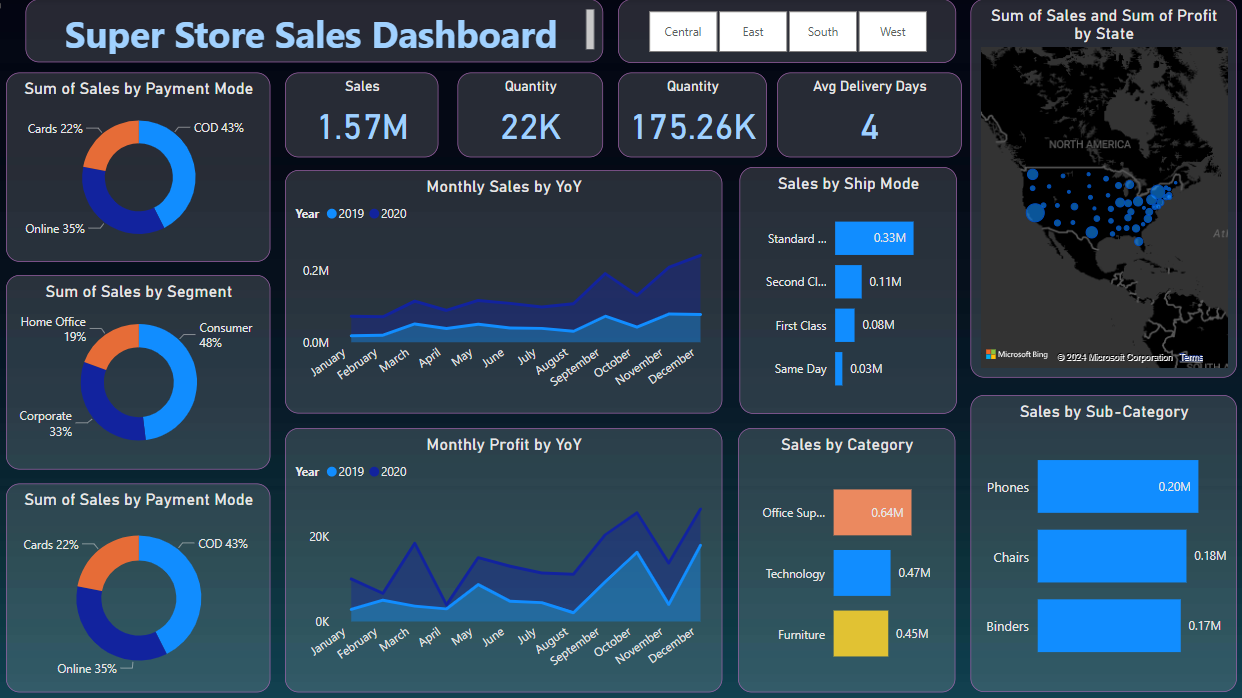 Super Store Sales Dashboard
Central
East
South
West
Sum of Sales and Sum of Profit
by State
Sum of Sales by Payment Mode
Cards 22%
COD 43%
Online 35%
Sales
1.57M
Quantity
22K
Quantity
175.26K
Avg Delivery Days
4
NORTH AMERICA
Microsoft Bing
© 2024 Microsoft Corporation
Terms
Monthly Sales by YoY
Year
2019
2020
0.2M
0.0M
January
February
March
April
May
June
July
August
September
October
November
December
Sales by Ship Mode
Standard ...
0.33M
Second Cl...
0.11M
First Class
0.08M
Same Day
0.03M
Sum of Sales by Segment
Home Office
19%
Consumer
48%
Corporate
33%
Sum of Sales by Payment Mode
Cards 22%
COD 43%
Online 35%
Monthly Profit by YoY
Year
2019
2020
20K
0K
January
February
March
April
May
June
July
August
September
October
November
December
Sales by Category
Office Sup...
0.64M
Technology
0.47M
Furniture
0.45M
Sales by Sub-Category
Phones
0.20M
Chairs
0.18M
Binders
0.17M